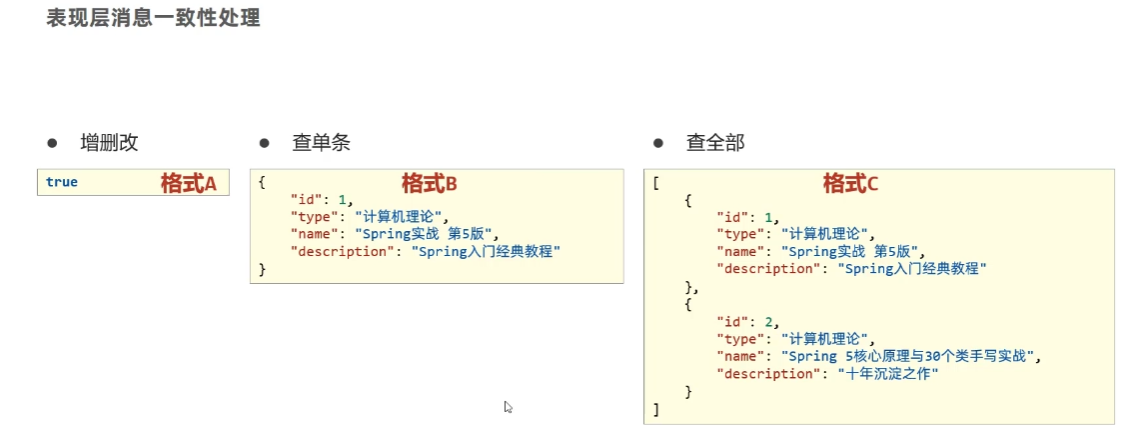 表现层消息一致性处理
● 增删改
true 格式A
● 查单条
{ 格式B
"id": 1,
"type": "计算机理论",
"name": "Spring实战 第5版",
"description": "Spring入门经典教程"
}
● 查全部
[ 格式C
{
"id": 1,
"type": "计算机理论",
"name": "Spring实战 第5版",
"description": "Spring入门经典教程"
},
{
"id": 2,
"type": "计算机理论",
"name": "Spring 5核心原理与30个类手写实战",
"description": "十年沉淀之作"
}
]